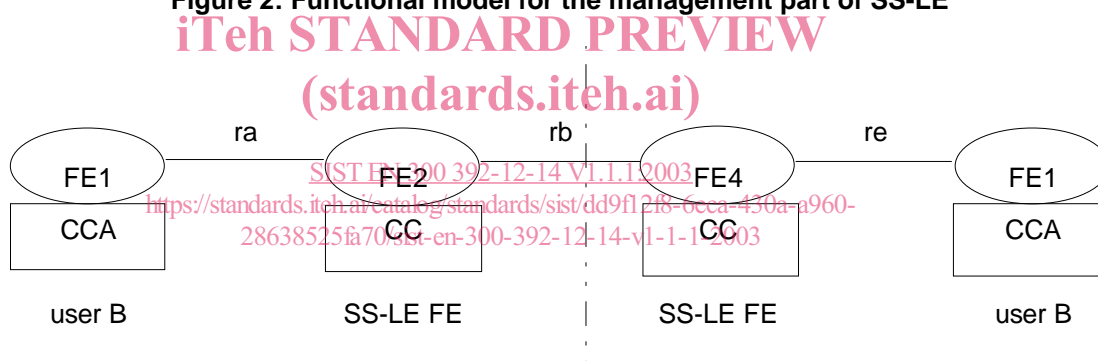 Figure 2: Functional model for the management part of SS-LE
iTeh STANDARD PREVIEW
(standards.iteh.ai)
ra rb re
FE1 FE2 FE4 FE1
SIST EN 300 392-12-14 V1.1.1:2003
https://standards.iteh.ai/catalog/standards/sist/dd9f12f8-6cca-430a-a960-
28638525fa70/sist-en-300-392-12-14-v1-1-1-2003
CCA CC CC CCA
user B SS-LE FE SS-LE FE user B